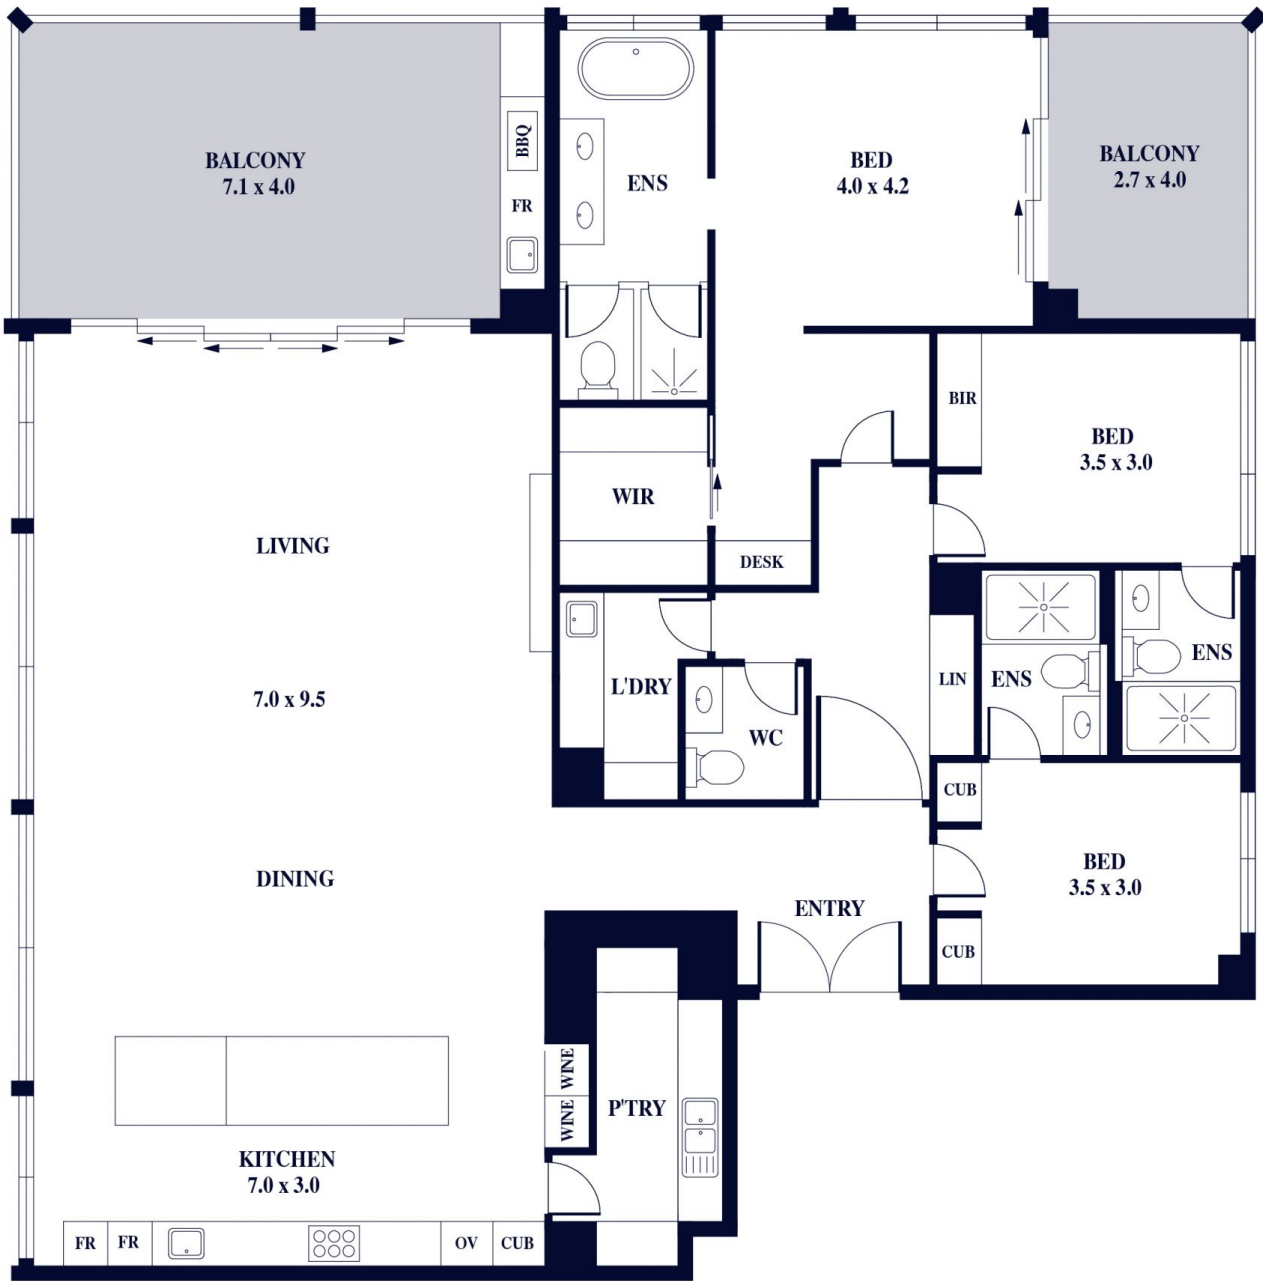 BALCONY
7.1 x 4.0
BBQ
FR
ENS
BED
4.0 x 4.2
BALCONY
2.7 x 4.0
BIR
BED
3.5 x 3.0
WIR
DESK
LIVING
7.0 x 9.5
L'DRY
WC
LIN
ENS
ENS
CUB
BED
3.5 x 3.0
CUB
DINING
ENTRY
WINE
WINE
P'TRY
KITCHEN
7.0 x 3.0
FR
FR
OV
CUB